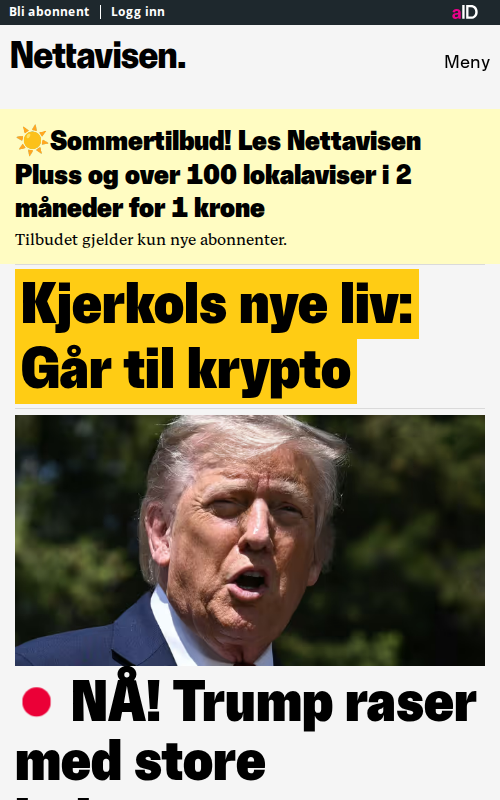 Bli abonnent | Logg inn
aID
Nettavisen.
Meny
☀️Sommertilbud! Les Nettavisen
Pluss og over 100 lokalaviser i 2
måneder for 1 krone
Tilbudet gjelder kun nye abonnenter.
Kjerkols nye liv:
Går til krypto
NÅ! Trump raser
med store